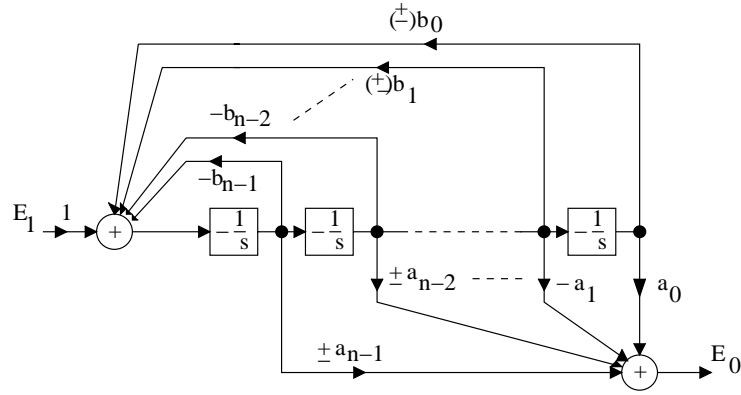 (±)b0
(±)b1
−bn−2
−bn−1
E1 1 + −1/s −1/s −1/s
± an−2 − a1 a0
± an−1 + E0